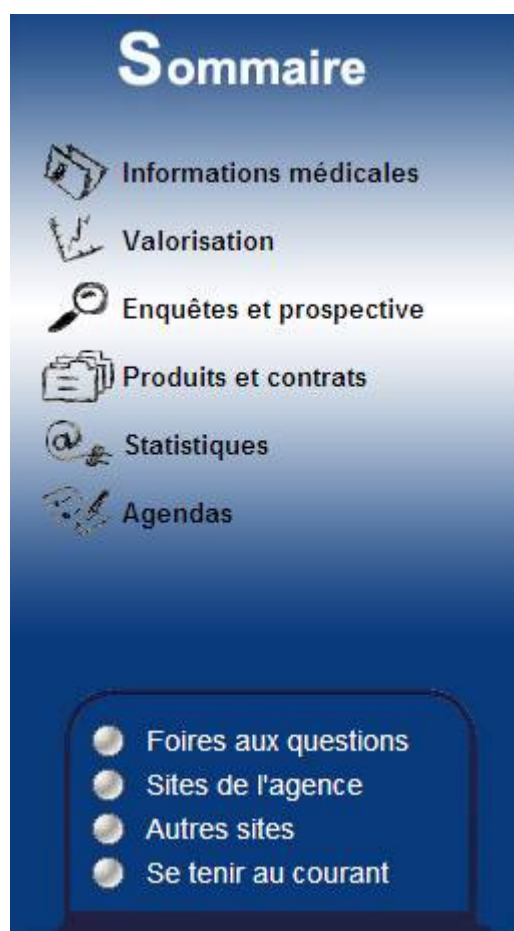 Sommaire
Informations médicales
Valorisation
Enquêtes et prospective
Produits et contrats
Statistiques
Agendas
Foires aux questions
Sites de l'agence
Autres sites
Se tenir au courant